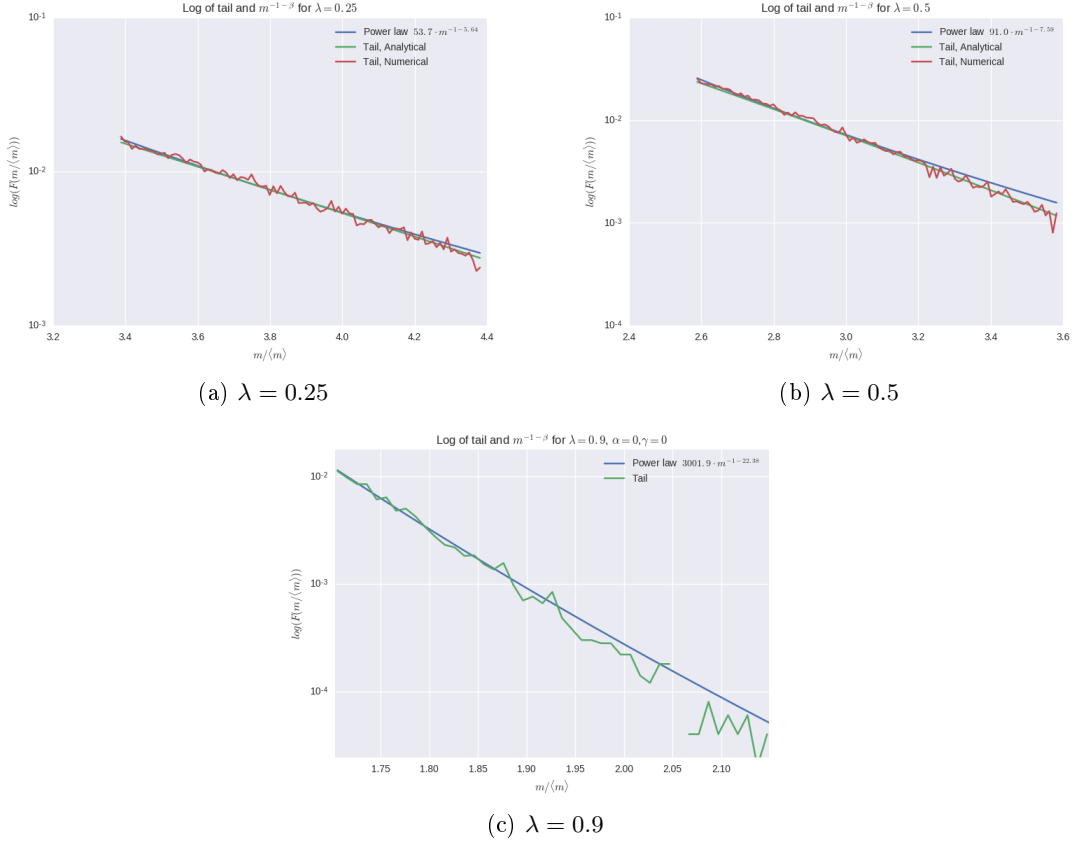 Log of tail and m^{-1-β} for λ = 0.25
10^{-1}
10^{-2}
10^{-3}
log(F(m/⟨m⟩))
Power law 53.7 · m^{-1-5.64}
Tail, Analytical
Tail, Numerical
3.2 3.4 3.6 3.8 4.0 4.2 4.4
m/⟨m⟩
(a) λ = 0.25
Log of tail and m^{-1-β} for λ = 0.5
10^{-1}
10^{-2}
10^{-3}
10^{-4}
log(F(m/⟨m⟩))
Power law 91.0 · m^{-1-7.59}
Tail, Analytical
Tail, Numerical
2.4 2.6 2.8 3.0 3.2 3.4 3.6
m/⟨m⟩
(b) λ = 0.5
Log of tail and m^{-1-β} for λ = 0.9, α = 0, γ = 0
10^{-2}
10^{-3}
10^{-4}
log(F(m/⟨m⟩))
Power law 3001.9 · m^{-1-22.38}
Tail
1.75 1.80 1.85 1.90 1.95 2.00 2.05 2.10
m/⟨m⟩
(c) λ = 0.9